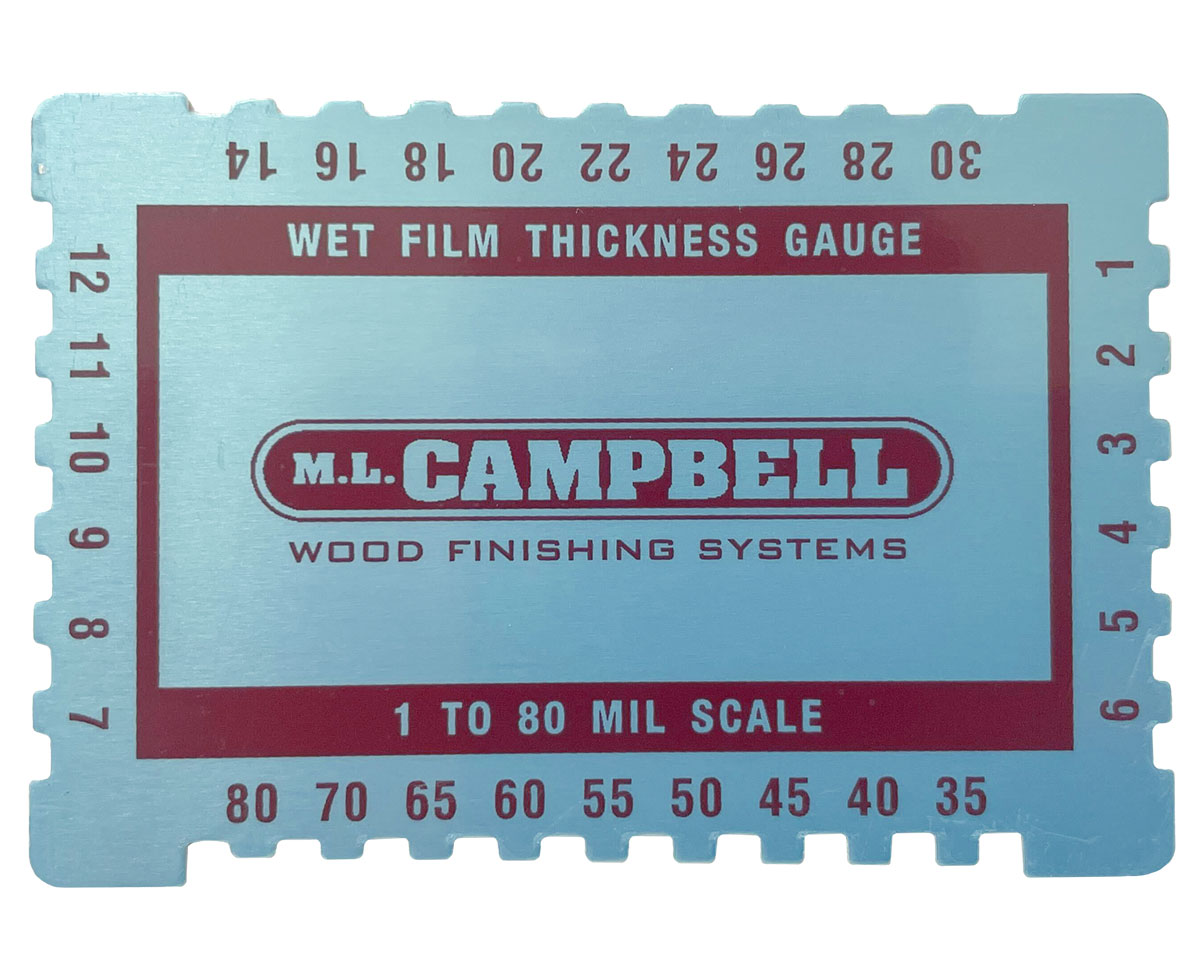 14 16 18 20 22 24 26 28 30
WET FILM THICKNESS GAUGE
12
11
10
9
8
7
1
2
3
4
5
6
M.L. CAMPBELL
WOOD FINISHING SYSTEMS
1 TO 80 MIL SCALE
80 70 65 60 55 50 45 40 35